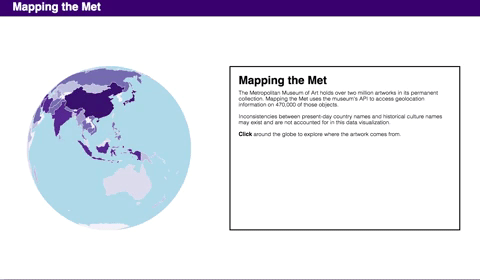 Mapping the Met
Mapping the Met
The Metropolitan Museum of Art holds over two million artworks in its permanent
collection. Mapping the Met uses the museum's API to access geolocation
information on 470,000 of those objects.
Inconsistencies between present-day country names and historical culture names
may exist and are not accounted for in this data visualization.
Click around the globe to explore where the artwork comes from.